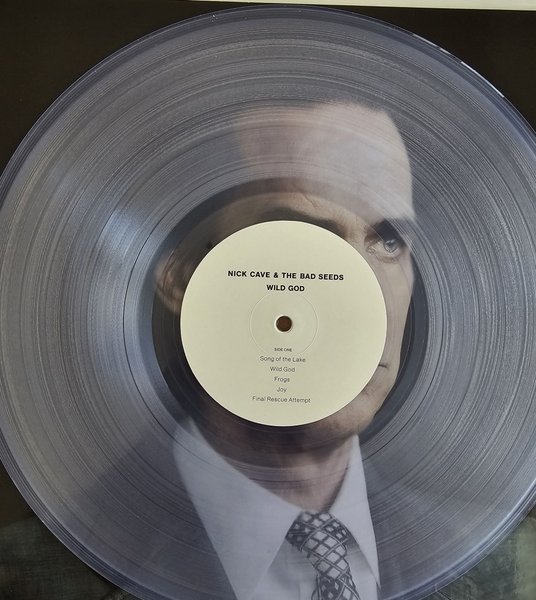 NICK CAVE & THE BAD SEEDS
WILD GOD
SIDE ONE
Song of the Lake
Wild God
Frogs
Joy
Final Rescue Attempt